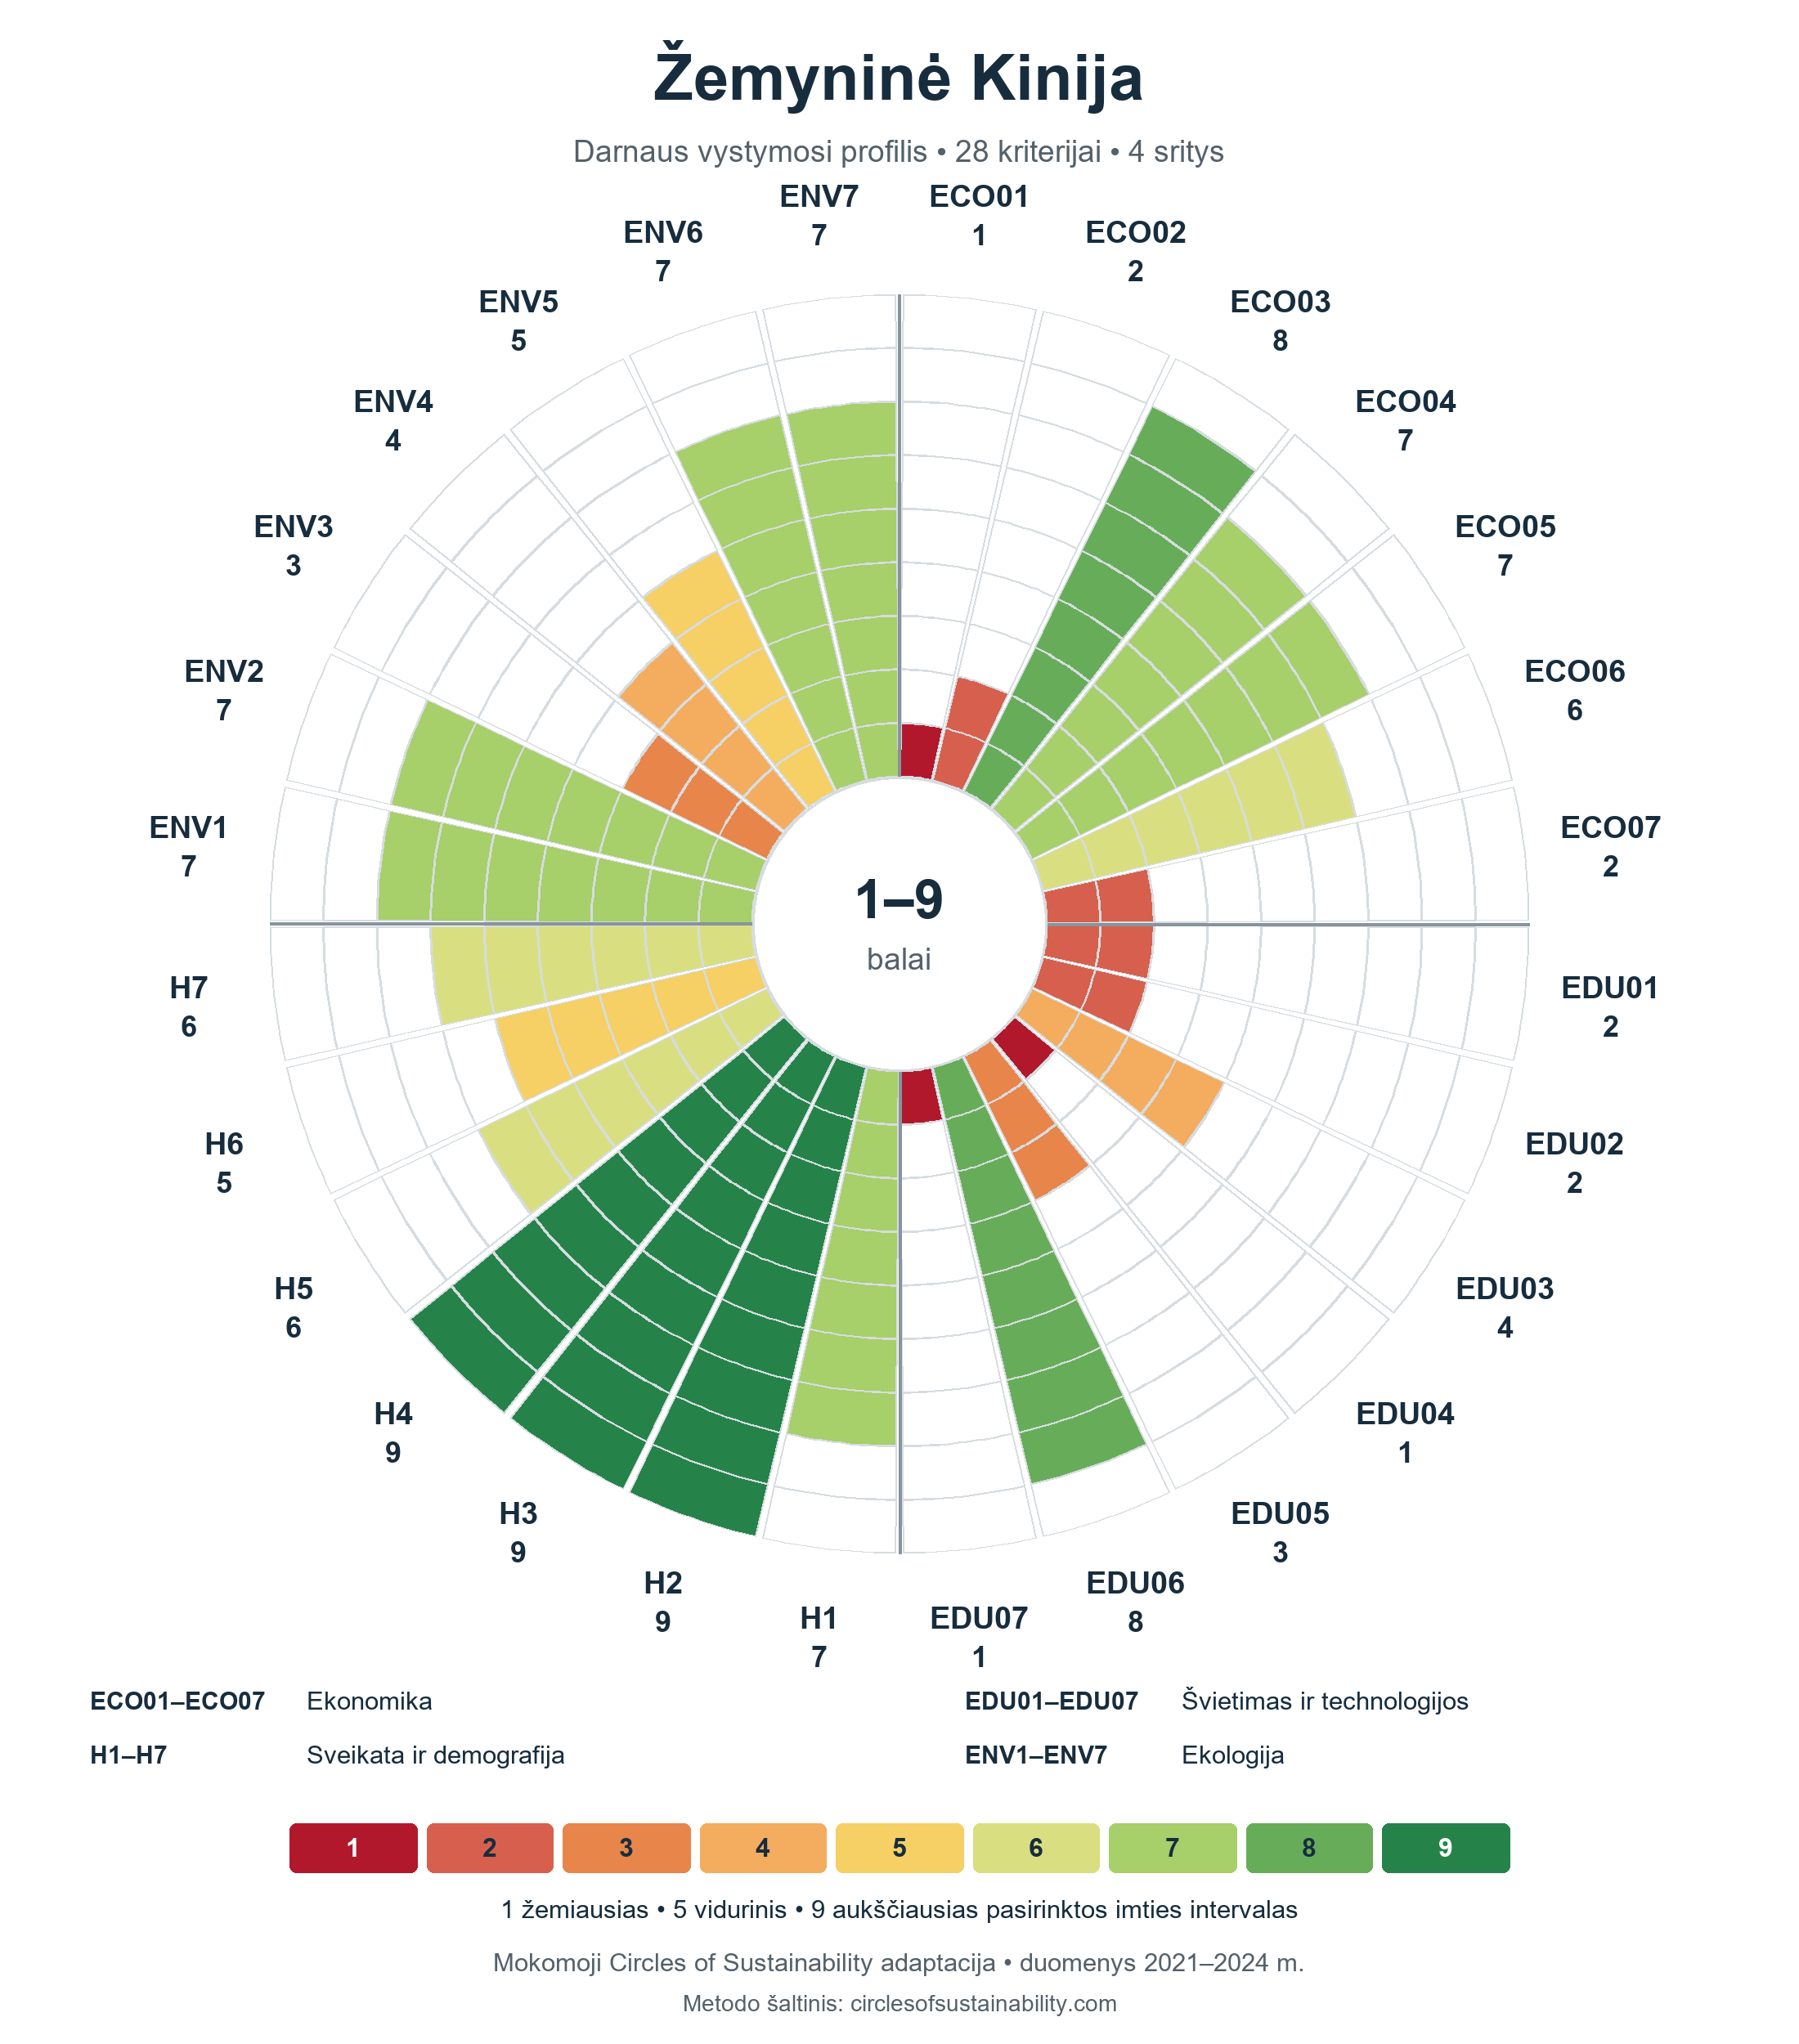 Žemyninė Kinija
Darnaus vystymosi profilis • 28 kriterijai • 4 sritys
ENV7
7
ECO01
1
ENV6
7
ECO02
2
ENV5
5
ECO03
8
ENV4
4
ECO04
7
ENV3
3
ECO05
7
ENV2
7
ECO06
6
ENV1
7
ECO07
2
1–9
balai
H7
6
EDU01
2
H6
5
EDU02
2
H5
6
EDU03
4
H4
9
EDU04
1
H3
9
EDU05
3
H2
9
EDU06
8
H1
7
EDU07
1
ECO01–ECO07 Ekonomika
EDU01–EDU07 Švietimas ir technologijos
H1–H7 Sveikata ir demografija
ENV1–ENV7 Ekologija
1 2 3 4 5 6 7 8 9
1 žemiausias • 5 vidurinis • 9 aukščiausias pasirinktos imties intervalas
Mokomoji Circles of Sustainability adaptacija • duomenys 2021–2024 m.
Metodo šaltinis: circlesofsustainability.com